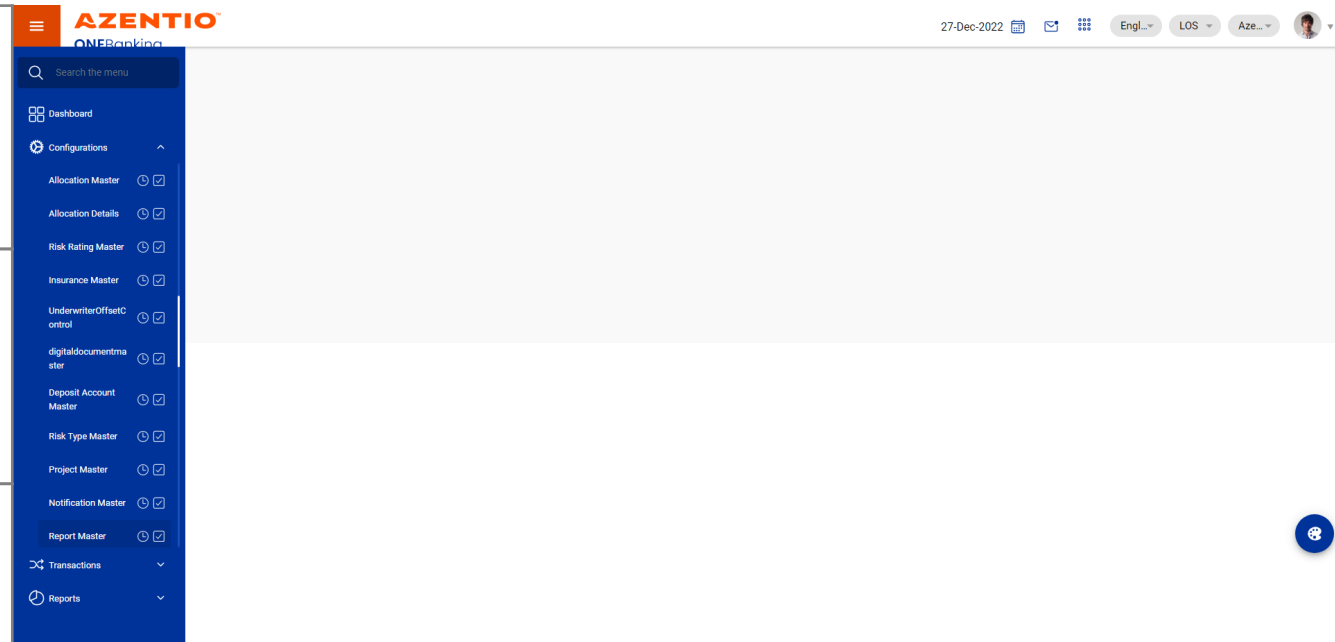 AZENTIO™
ONEBanking
27-Dec-2022
Engl...
LOS
Aze...
Search the menu
Dashboard
Configurations
Allocation Master
Allocation Details
Risk Rating Master
Insurance Master
UnderwriterOffsetC
ontrol
digitaldocumentma
ster
Deposit Account
Master
Risk Type Master
Project Master
Notification Master
Report Master
Transactions
Reports